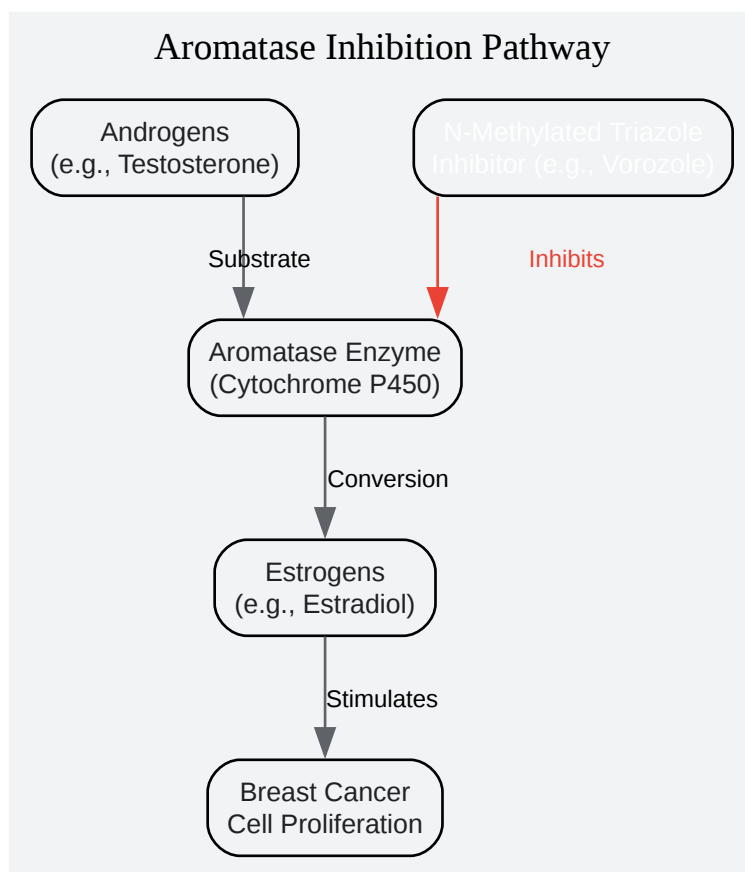 Aromatase Inhibition Pathway
Androgens
(e.g., Testosterone)
N-Methylated Triazole
Inhibitor (e.g., Vorozole)
Substrate
Inhibits
Aromatase Enzyme
(Cytochrome P450)
Conversion
Estrogens
(e.g., Estradiol)
Stimulates
Breast Cancer
Cell Proliferation